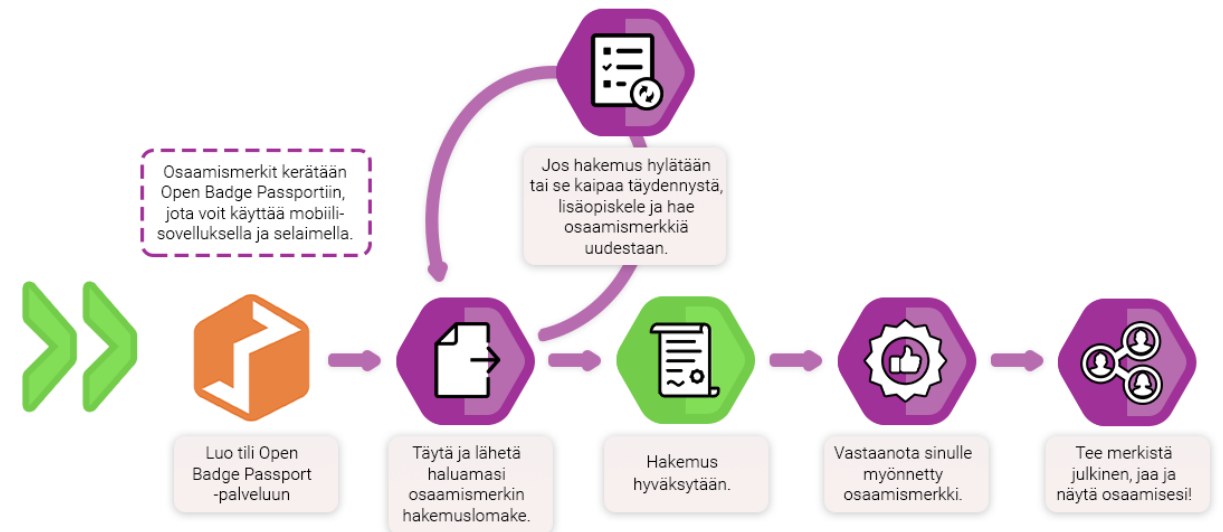 Osaamismerkit kerätään
Open Badge Passportiin,
jota voit käyttää mobiili-
sovelluksella ja selaimella.
Jos hakemus hylätään
tai se kaipaa täydennystä,
lisäopiskele ja hae
osaamismerkkiä
uudestaan.
Luo tili Open
Badge Passport
-palveluun
Täytä ja lähetä
haluamasi
osaamismerkin
hakemuslomake.
Hakemus
hyväksytään.
Vastaanota sinulle
myönnetty
osaamismerkki.
Tee merkistä
julkinen, jaa ja
näytä osaamisesi!